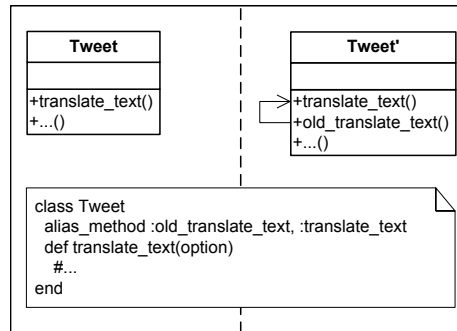 Tweet
+translate_text()
+...()
Tweet'
+translate_text()
+old_translate_text()
+...()
class Tweet
alias_method :old_translate_text, :translate_text
def translate_text(option)
#...
end